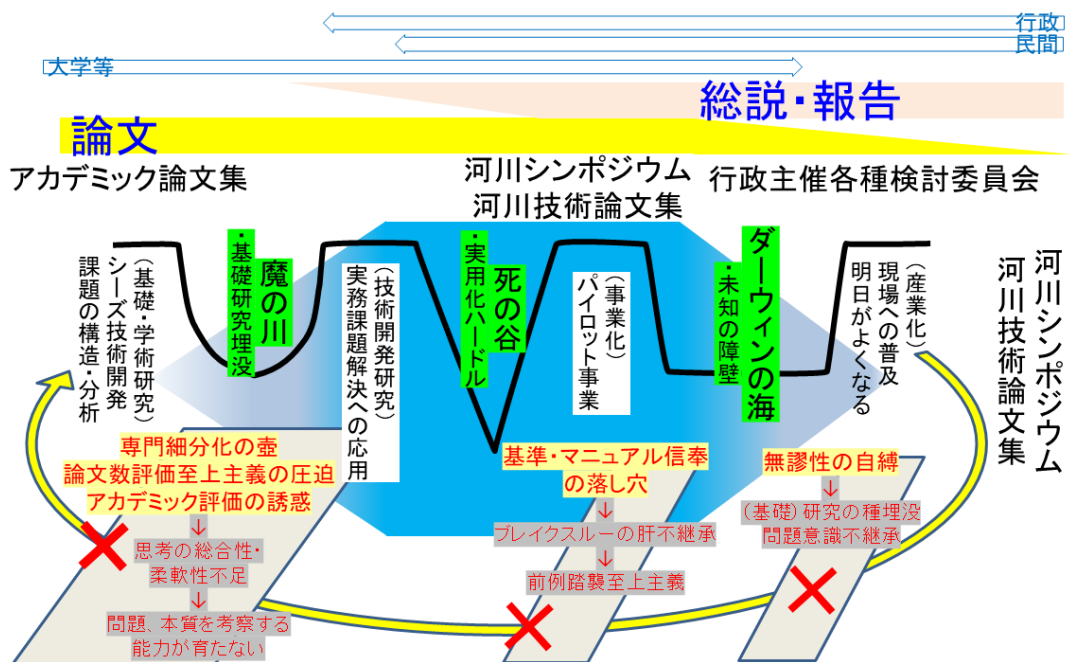 行政
民間
大学等
総説・報告
論文
アカデミック論文集
河川シンポジウム
河川技術論文集
行政主催各種検討委員会
(基礎・学術研究)
シーズ技術開発
課題の構造・分析
魔の川
・基礎研究埋没
(技術開発研究)
実務課題解決への応用
死の谷
・実用化ハードル
(事業化)
パイロット事業
ダーウィンの海
・未知の障壁
(産業化)
現場への普及
明日がよくなる
河川シンポジウム
河川技術論文集
専門細分化の壺
論文数評価至上主義の圧迫
アカデミック評価の誘惑
↓
思考の総合性・
柔軟性不足
↓
問題、本質を考察する
能力が育たない
基準・マニュアル信奉
の落し穴
↓
ブレイクスルーの肝不継承
↓
前例踏襲至上主義
無謬性の自縛
↓
(基礎)研究の種埋没
問題意識不継承